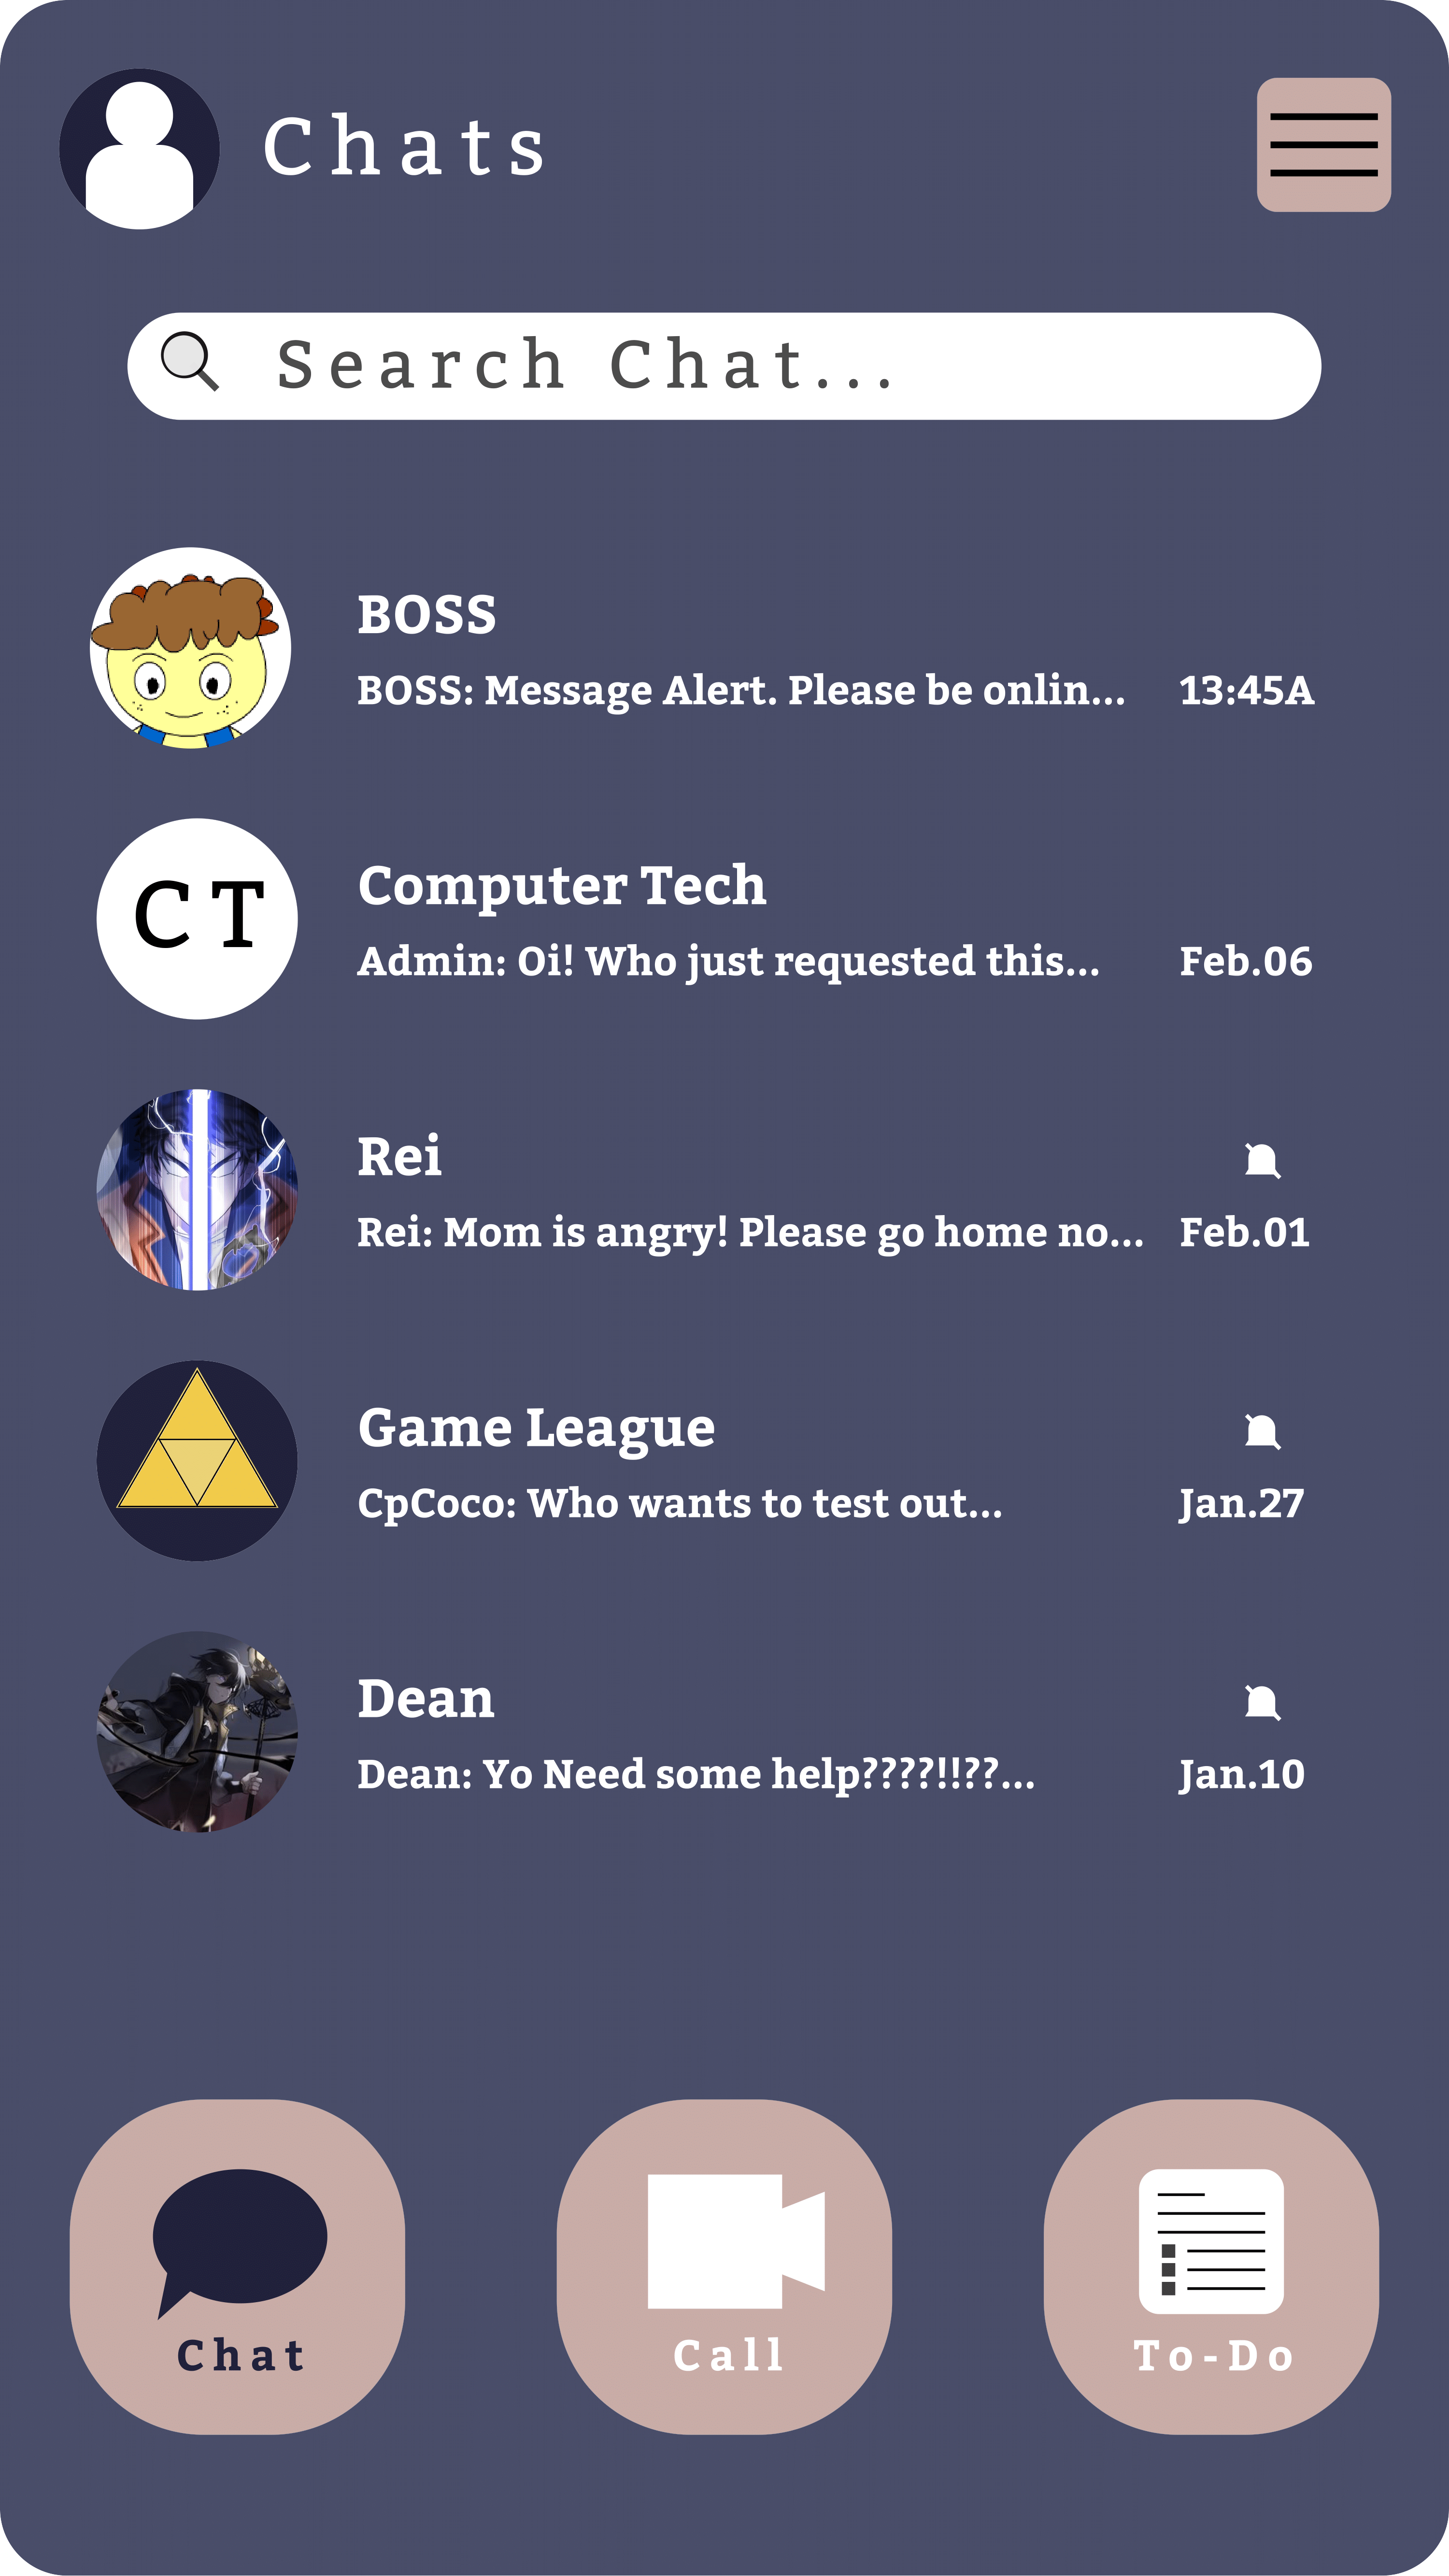 Chats
Search Chat...
BOSS
BOSS: Message Alert. Please be onlin... 13:45A
CT
Computer Tech
Admin: Oi! Who just requested this... Feb.06
Rei
Rei: Mom is angry! Please go home no... Feb.01
Game League
CpCoco: Who wants to test out... Jan.27
Dean
Dean: Yo Need some help????!!??... Jan.10
Chat
Call
To-Do